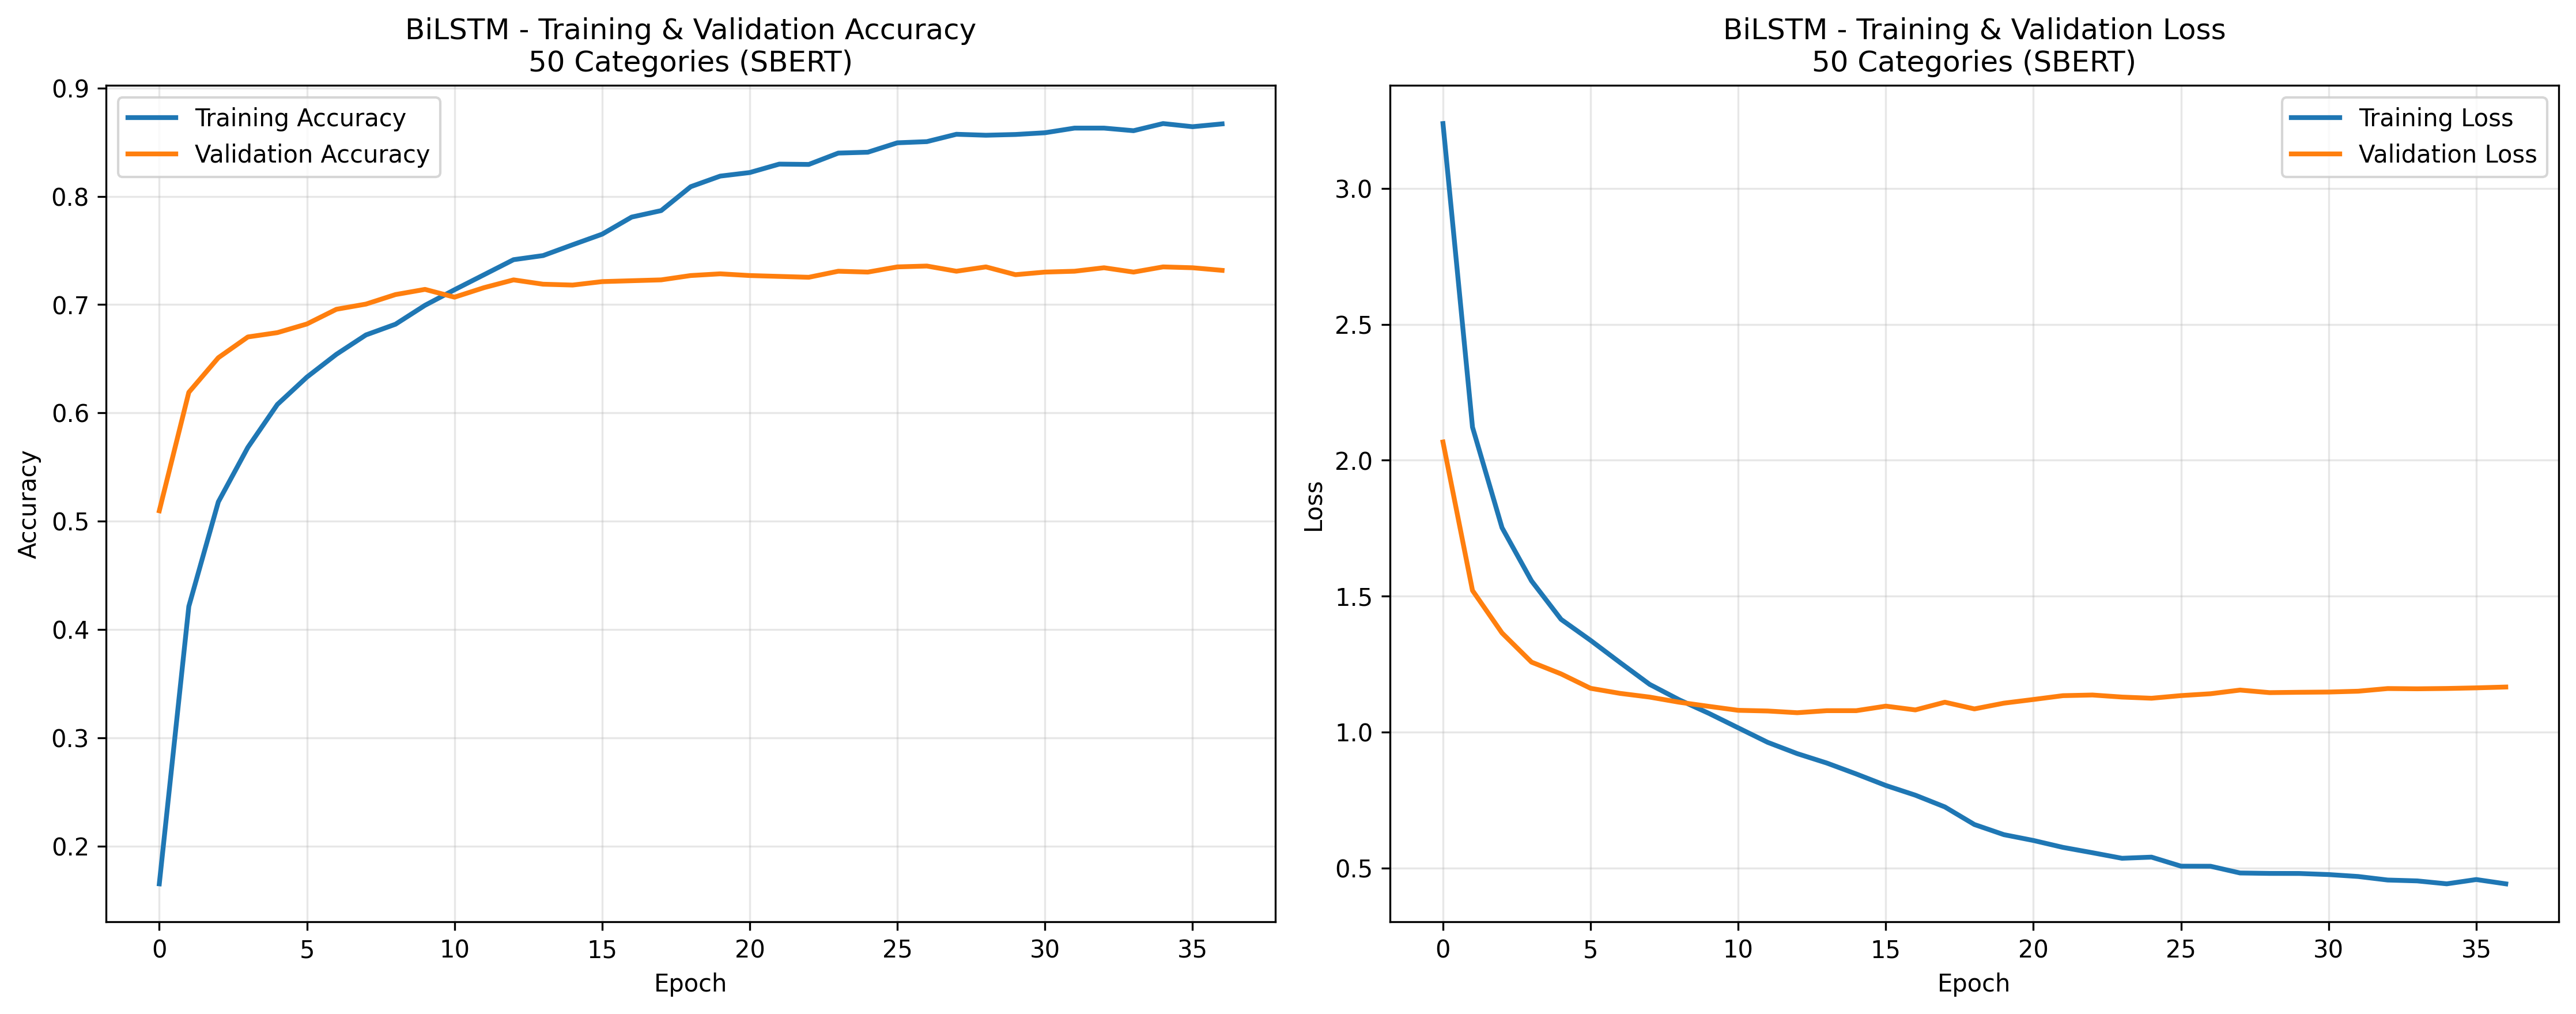 BiLSTM - Training & Validation Accuracy
50 Categories (SBERT)
Training Accuracy
Validation Accuracy
0.9
0.8
0.7
0.6
0.5
0.4
0.3
0.2
Accuracy
0 5 10 15 20 25 30 35
Epoch
BiLSTM - Training & Validation Loss
50 Categories (SBERT)
Training Loss
Validation Loss
3.0
2.5
2.0
1.5
1.0
0.5
Loss
0 5 10 15 20 25 30 35
Epoch